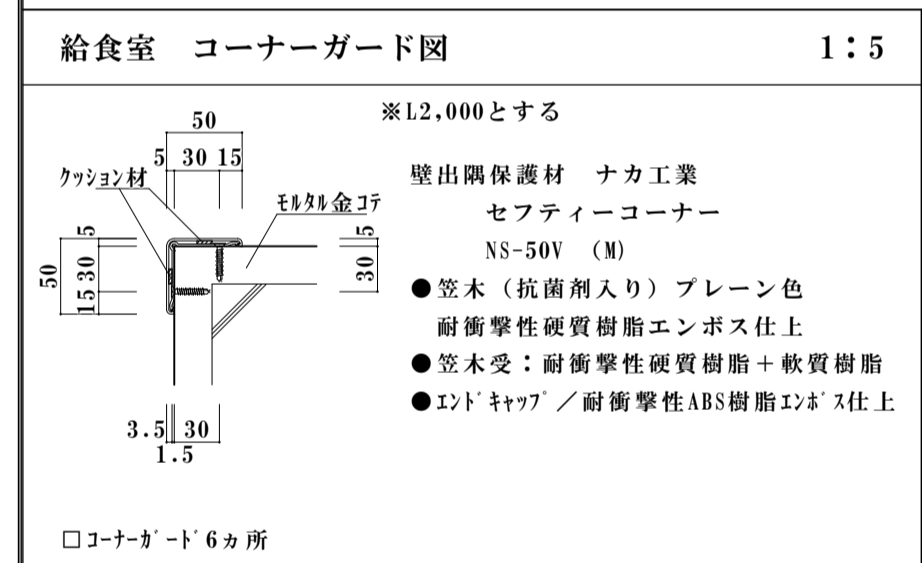 給食室　コーナーガード図　1：5
※L2,000とする
50
5 30 15
クッション材
モルタル金コテ
50
5
30
15
5
30
3.5 30
1.5
壁出隅保護材　ナカ工業
セフティーコーナー
NS-50V （M）
●笠木（抗菌剤入り）プレーン色
耐衝撃性硬質樹脂エンボス仕上
●笠木受：耐衝撃性硬質樹脂＋軟質樹脂
●エンドキャップ／耐衝撃性ABS樹脂エンボス仕上
□コーナーガード6ヵ所